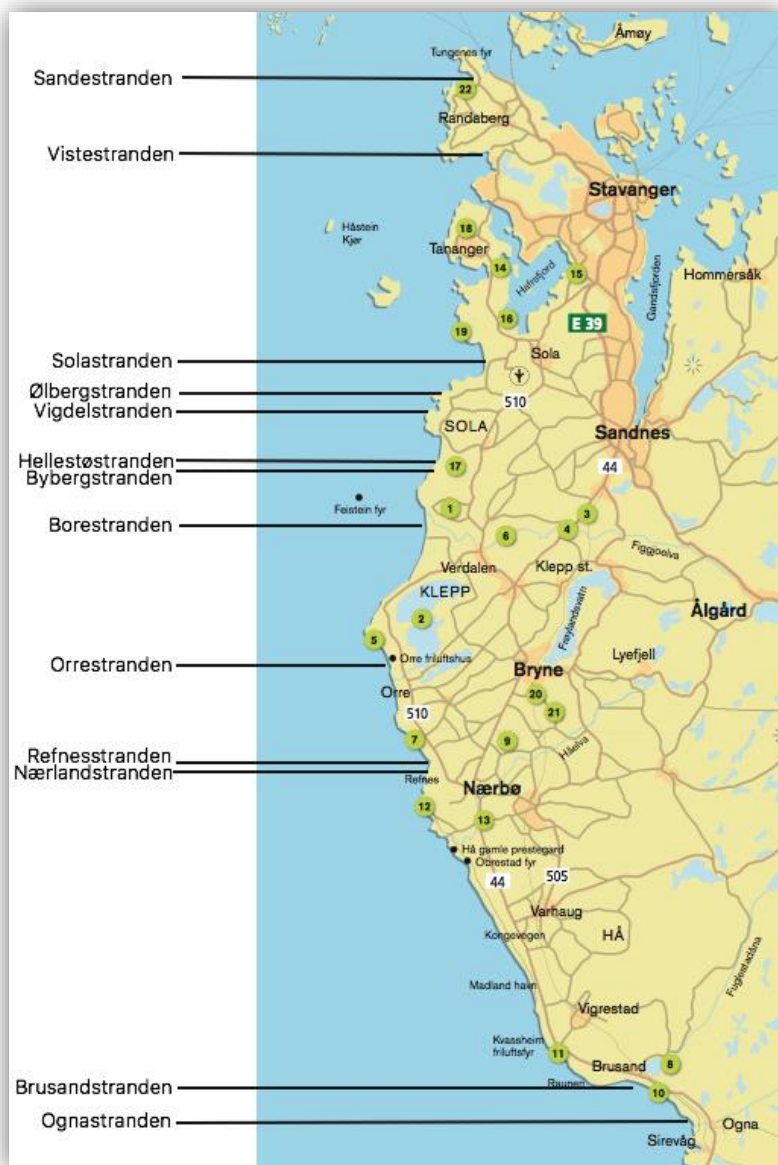 Åmøy
Tungenes fyr
Sandestranden
22
Randaberg
Vistestranden
Stavanger
Håstein
Kjør
18
Tananger
14
Hafrsfjord
15
Gandsfjorden
Hommersåk
16
E 39
19
Sola
Solastranden
Ølbergstranden
510
Vigdelstranden
SOLA
Sandnes
Hellestøstranden
17
44
Bybergstranden
Feistein fyr
1
3
Borestranden
4
6
Figgjoelva
Verdalen
Klepp st.
KLEPP
Frøylandsvatn
Ålgård
2
5
Lyefjell
Orre friluftshus
Orrestranden
Bryne
Orre
20
510
21
7
9
Håelva
Refnesstranden
Nærlandstranden
Refnes
Nærbø
12
13
Hå gamle prestegard
Obrestad fyr
44
505
Varhaug
Kongevegen
HÅ
Fuglestadåna
Madland havn
Vigrestad
Kvassheim
friluftsfyr
11
Brusand
8
Brusandstranden
Raunen
10
Ognastranden
Ogna
Sirevåg